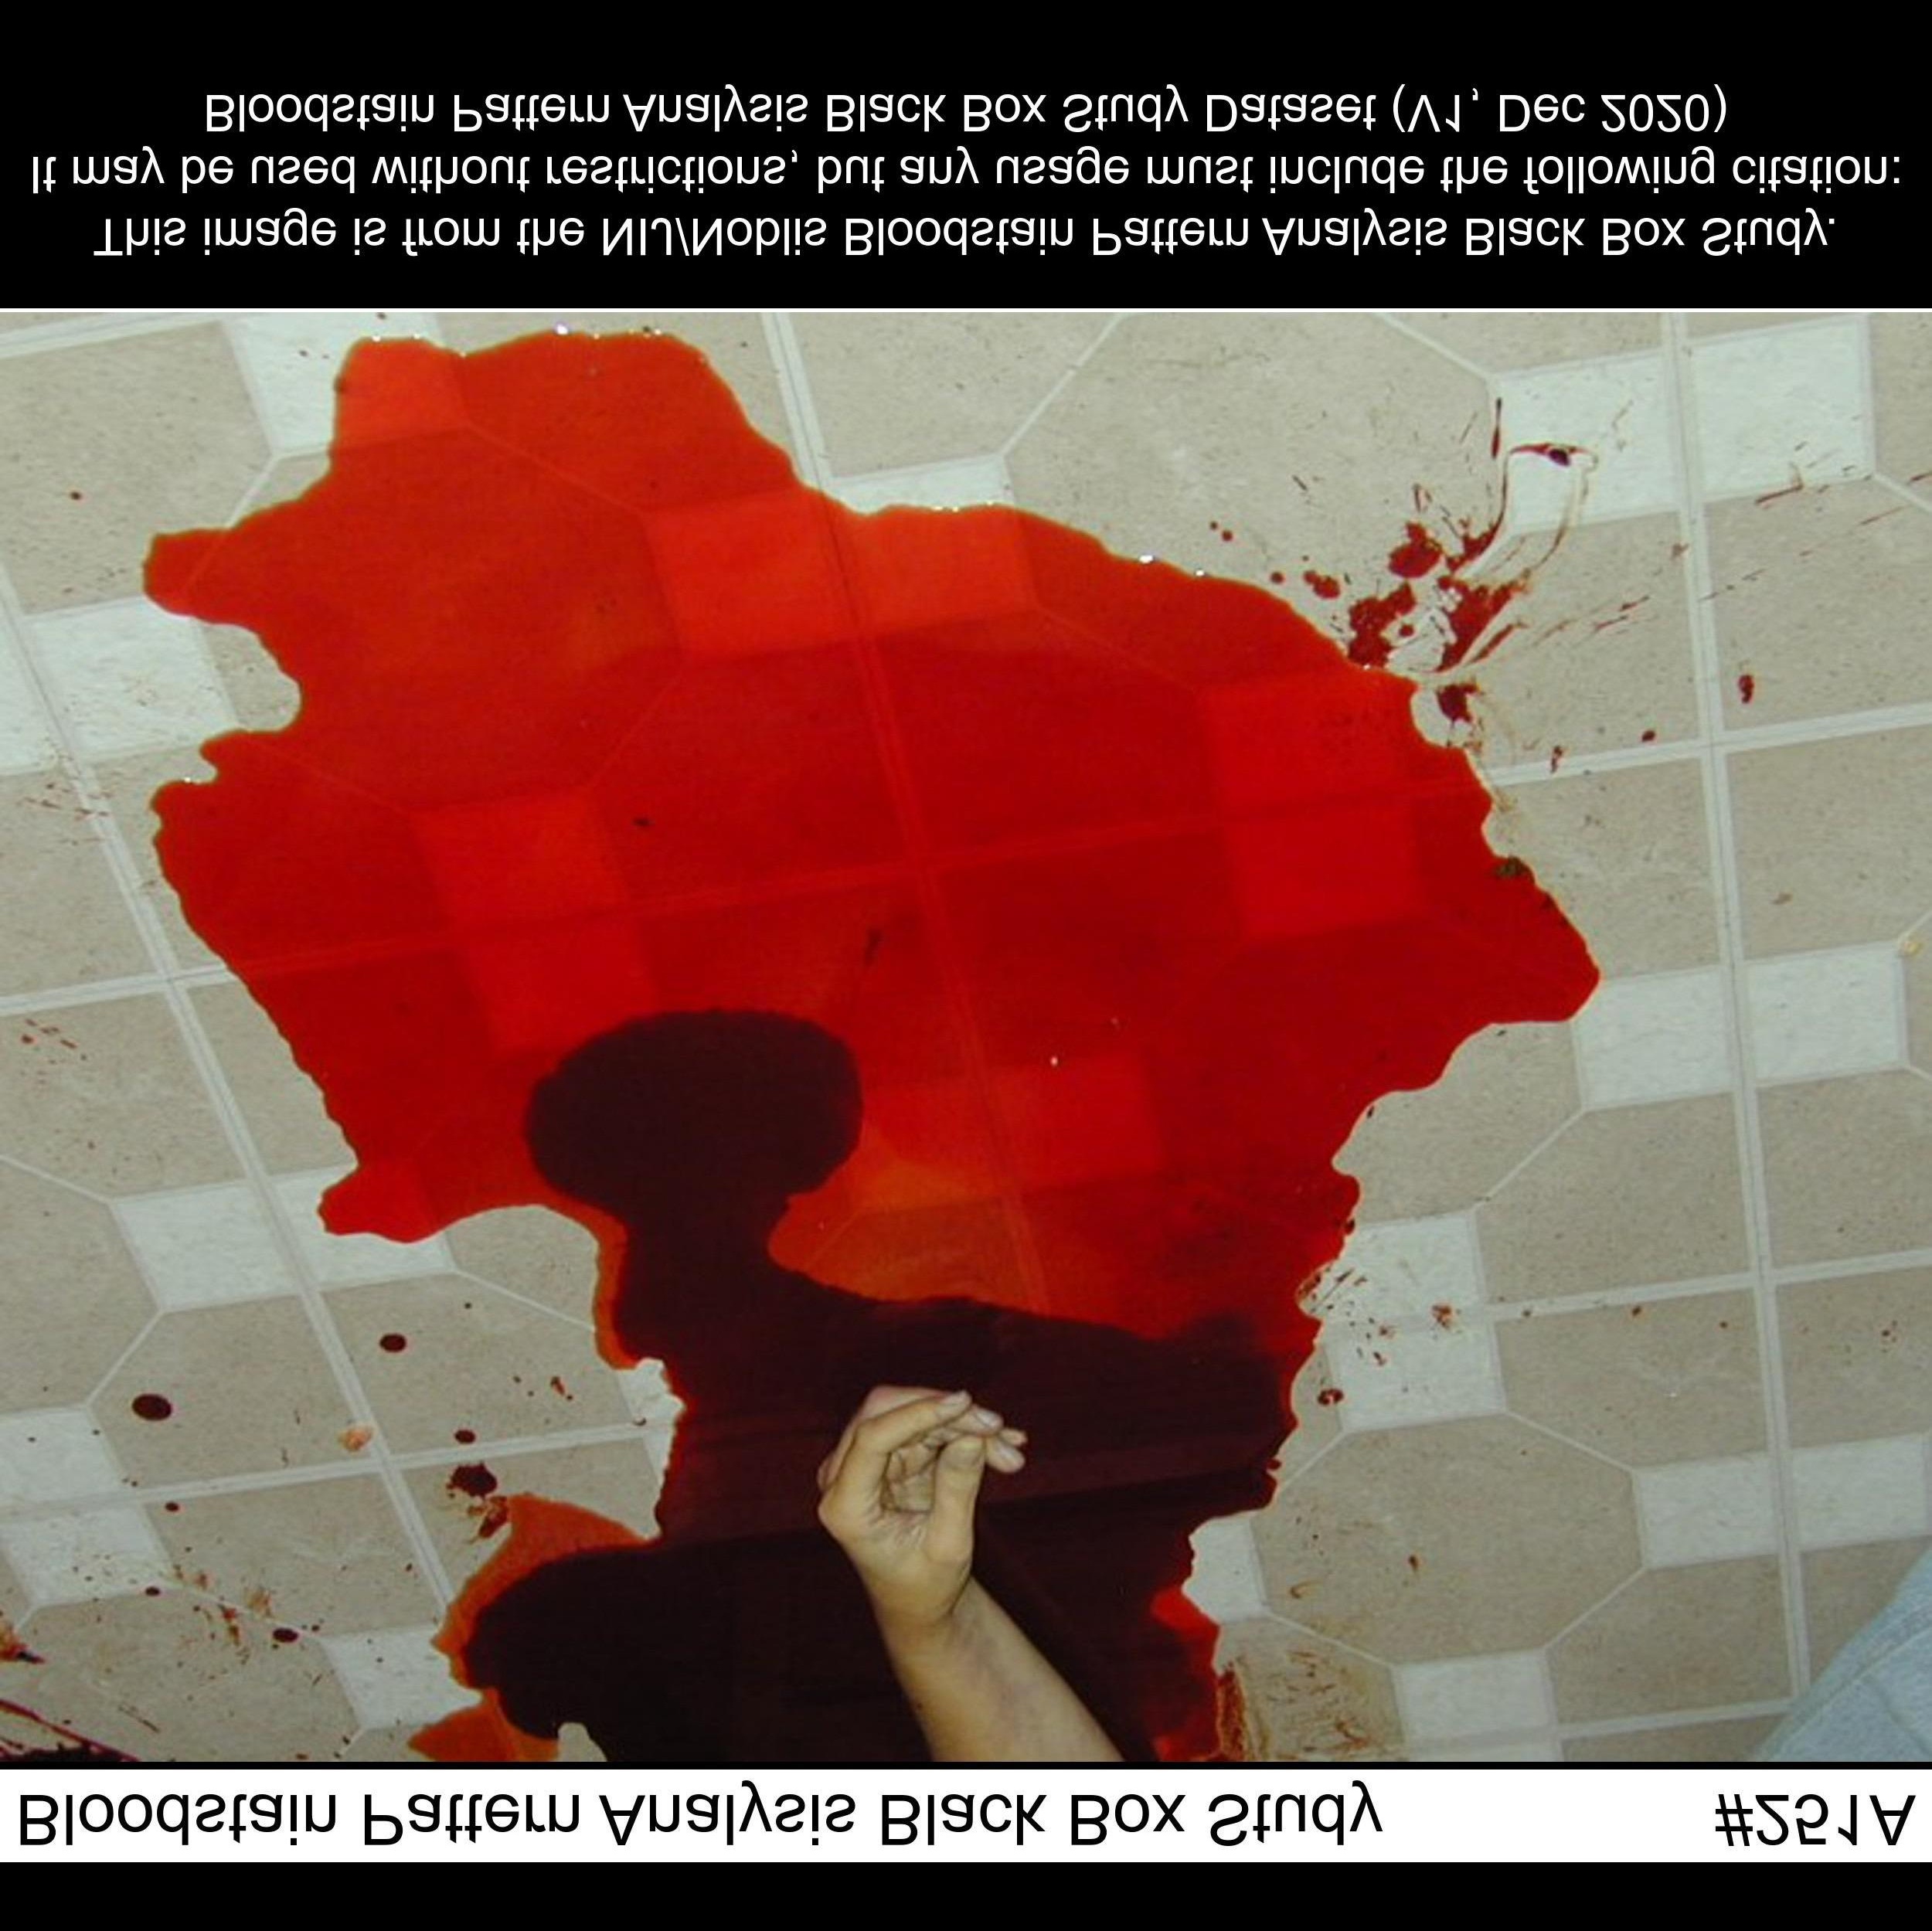 Bloodstain Pattern Analysis Black Box Study #251A
This image is from the NIJ/Noblis Bloodstain Pattern Analysis Black Box Study.
It may be used without restrictions, but any usage must include the following citation:
Bloodstain Pattern Analysis Black Box Study Dataset (V1, Dec 2020)